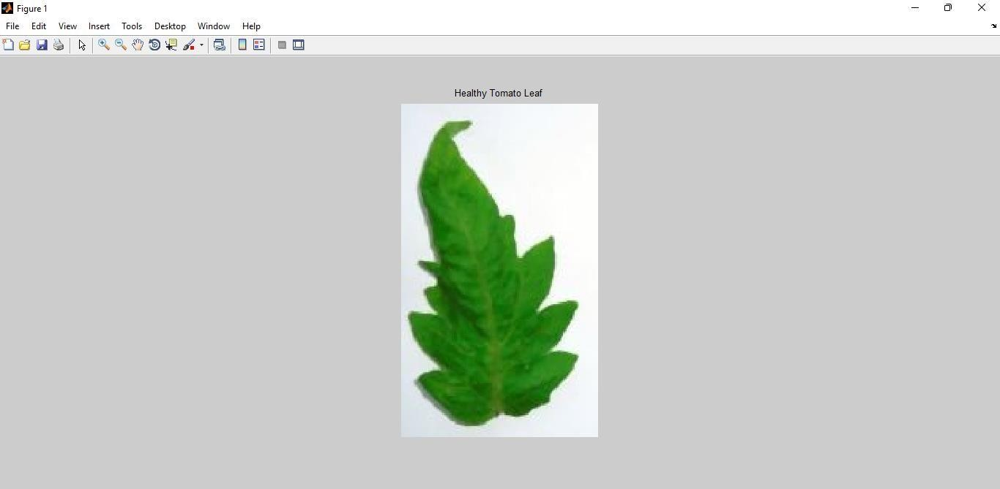 Figure 1
File Edit View Insert Tools Desktop Window Help
Healthy Tomato Leaf